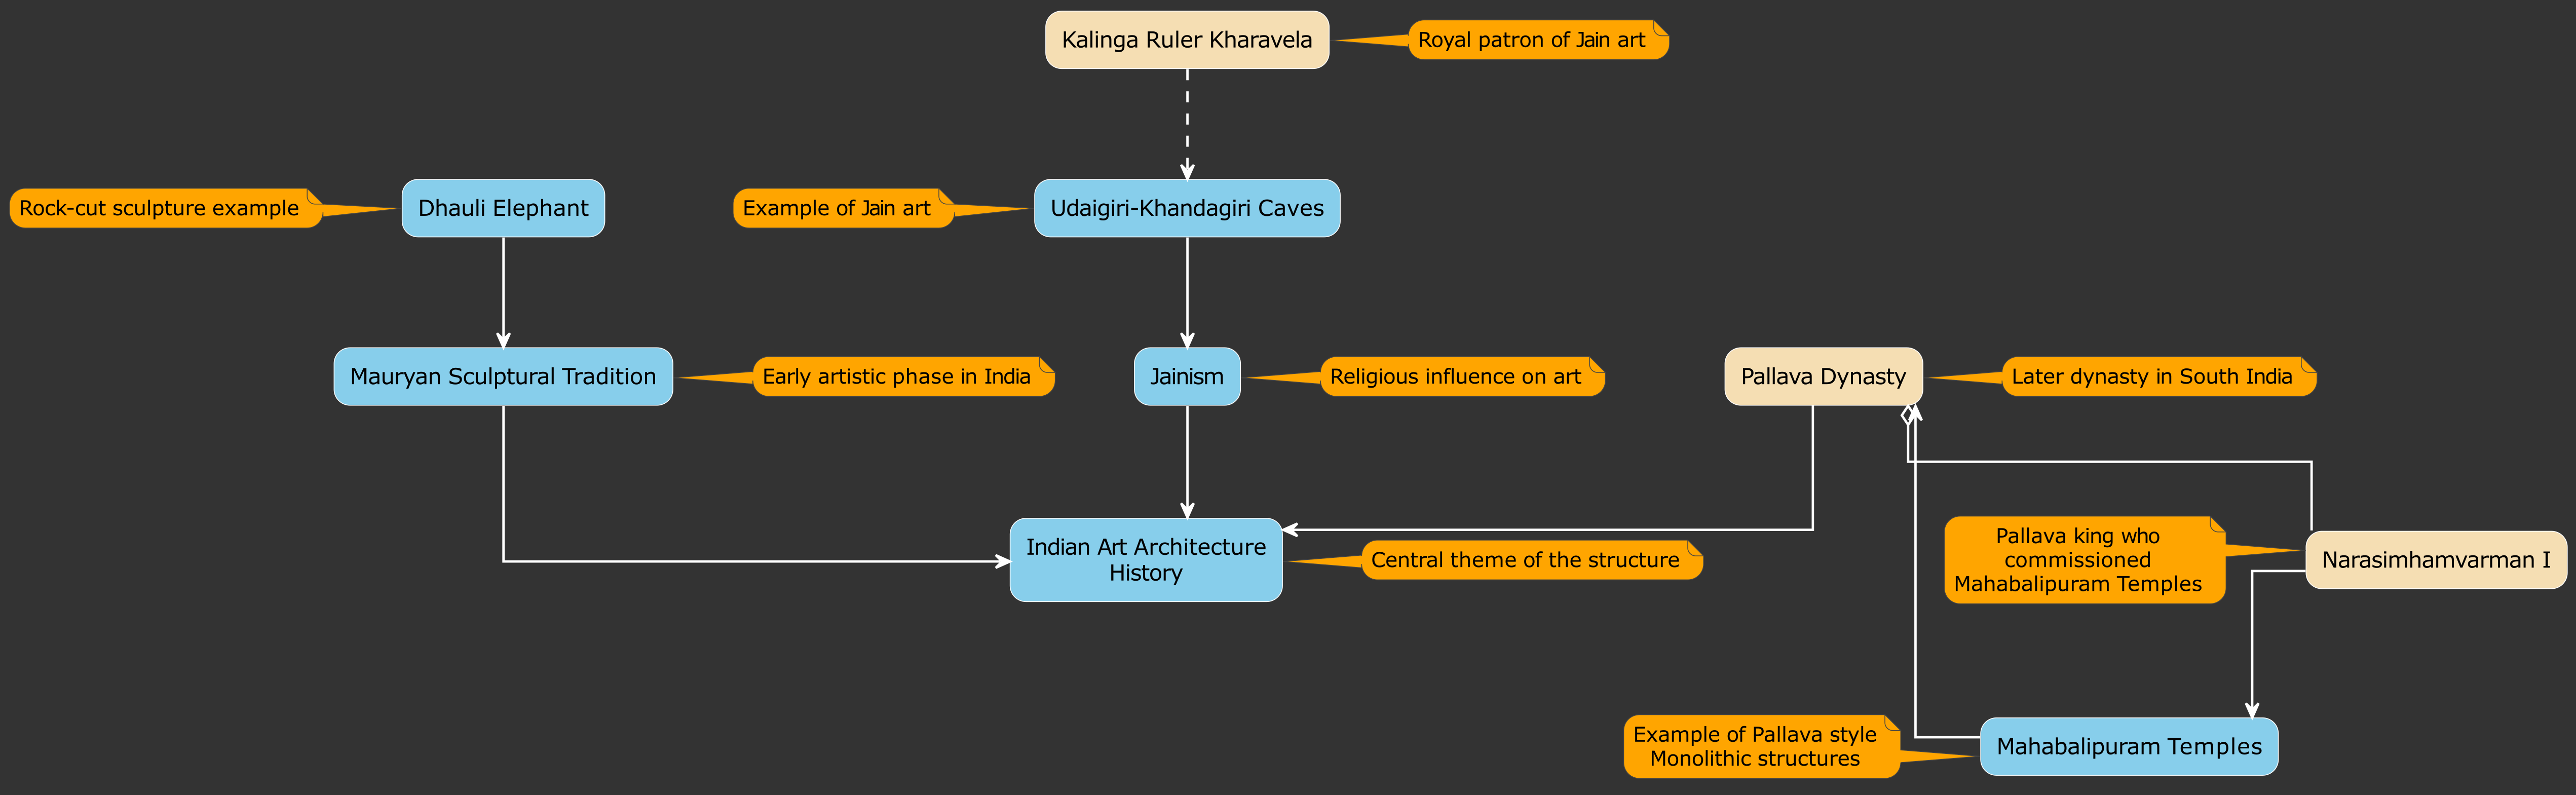 Kalinga Ruler Kharavela
Royal patron of Jain art
Rock-cut sculpture example
Dhauli Elephant
Example of Jain art
Udaigiri-Khandagiri Caves
Mauryan Sculptural Tradition
Early artistic phase in India
Jainism
Religious influence on art
Pallava Dynasty
Later dynasty in South India
Indian Art Architecture
History
Central theme of the structure
Pallava king who
commissioned
Mahabalipuram Temples
Narasimhamvarman I
Example of Pallava style
Monolithic structures
Mahabalipuram Temples